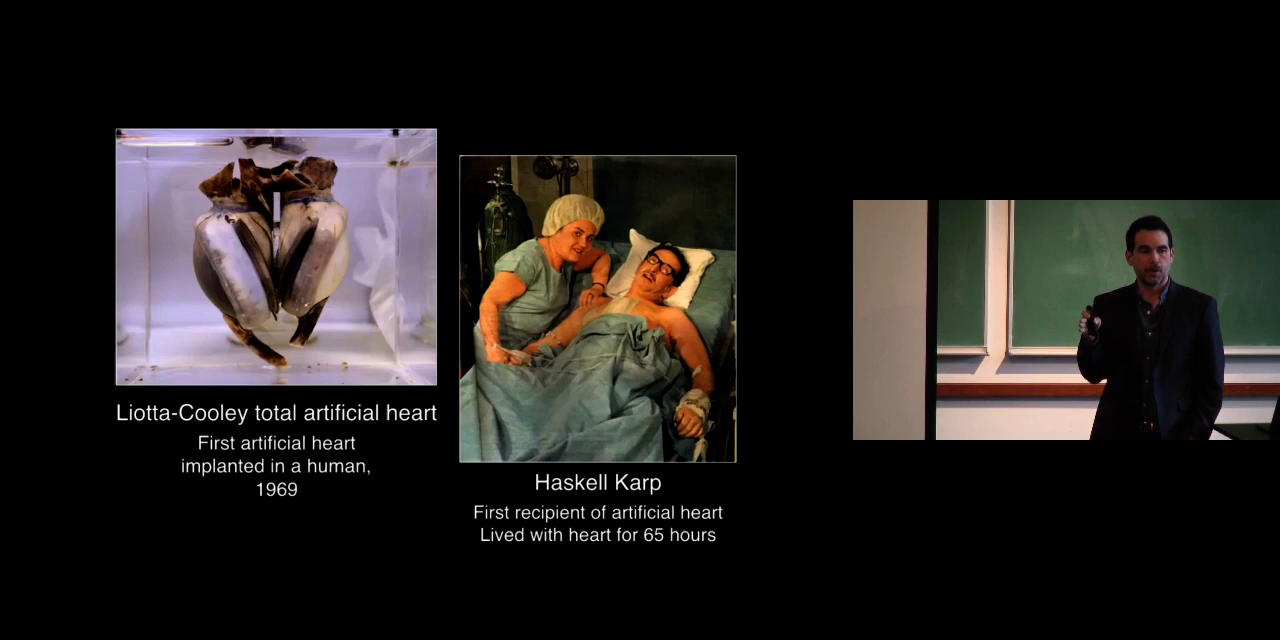 Liotta-Cooley total artificial heart
First artificial heart
implanted in a human,
1969
Haskell Karp
First recipient of artificial heart
Lived with heart for 65 hours